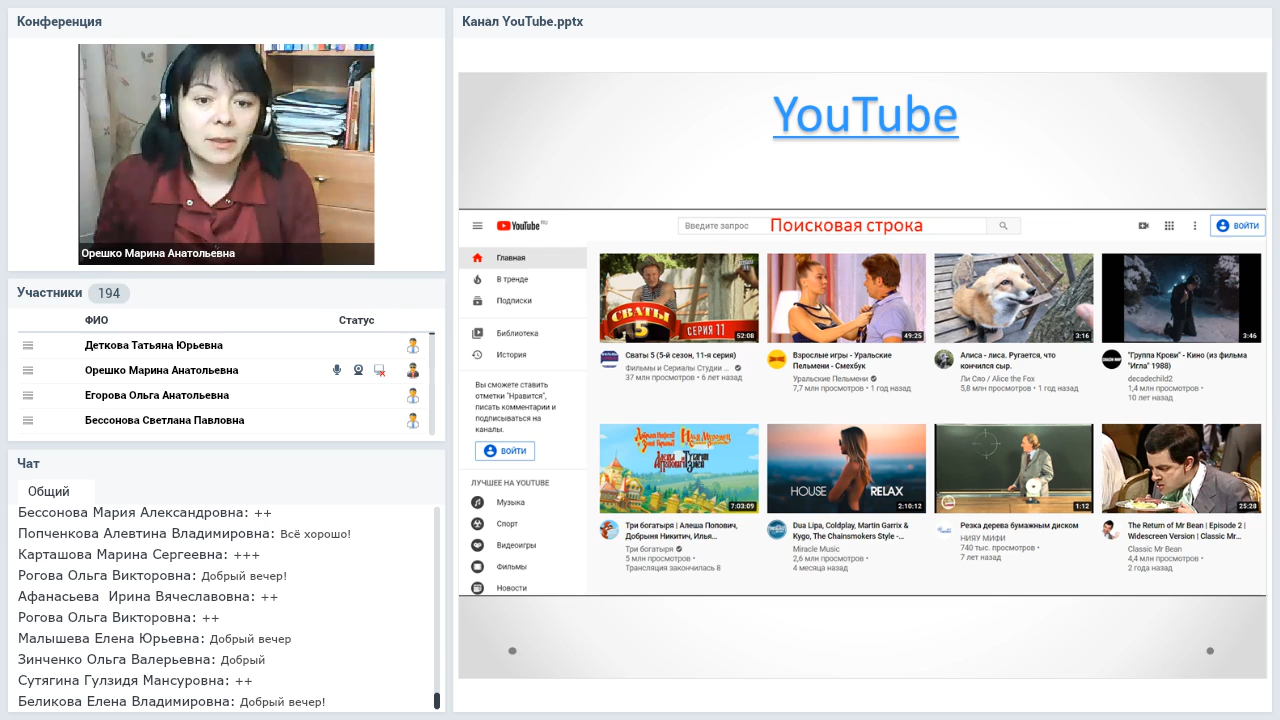 Конференция
Орешко Марина Анатольевна
Участники 194
ФИО Статус
Деткова Татьяна Юрьевна
Орешко Марина Анатольевна
Егорова Ольга Анатольевна
Бессонова Светлана Павловна
Чат
Общий
Бессонова Мария Александровна: ++
Попченкова Алевтина Владимировна: Всё хорошо!
Карташова Марина Сергеевна: +++
Рогова Ольга Викторовна: Добрый вечер!
Афанасьева Ирина Вячеславовна: ++
Рогова Ольга Викторовна: ++
Малышева Елена Юрьевна: Добрый вечер
Зинченко Ольга Валерьевна: Добрый
Сутягина Гулзидя Мансуровна: ++
Беликова Елена Владимировна: Добрый вечер!
Канал YouTube.pptx
YouTube
YouTube RU
Введите запрос
Поисковая строка
ВОЙТИ
Главная
В тренде
Подписки
Библиотека
История
Вы сможете ставить
отметки "Нравится",
писать комментарии и
подписываться на
каналы.
ВОЙТИ
ЛУЧШЕЕ НА YOUTUBE
Музыка
Спорт
Видеоигры
Фильмы
Новости
СВАТЫ 5
СЕРИЯ 11
52:08
Сваты 5 (5-й сезон, 11-я серия)
Фильмы и Сериалы Студии ...
37 млн просмотров • 6 лет назад
49:25
Взрослые игры - Уральские
Пельмени - Смехбук
Уральские Пельмени
7,7 млн просмотров • 1 год назад
3:16
Алиса - лиса. Ругается, что
кончился сыр.
Ли Сяо / Alice the Fox
5,8 млн просмотров • 1 год назад
3:46
"Группа Крови" - Кино (из фильма
"Игла" 1988)
decadechild2
1,4 млн просмотров •
10 лет назад
7:03:09
Три богатыря | Алеша Попович,
Добрыня Никитич, Илья...
Три богатыря
5 млн просмотров •
Трансляция закончилась 8
HOUSE RELAX
2:10:12
Dua Lipa, Coldplay, Martin Garrix &
Kygo, The Chainsmokers Style -...
Miracle Music
2,6 млн просмотров •
4 месяца назад
1:12
Резка дерева бумажным диском
НИЯУ МИФИ
740 тыс. просмотров •
7 лет назад
25:28
The Return of Mr Bean | Episode 2 |
Widescreen Version | Classic Mr...
Classic Mr Bean
4,4 млн просмотров •
2 года назад